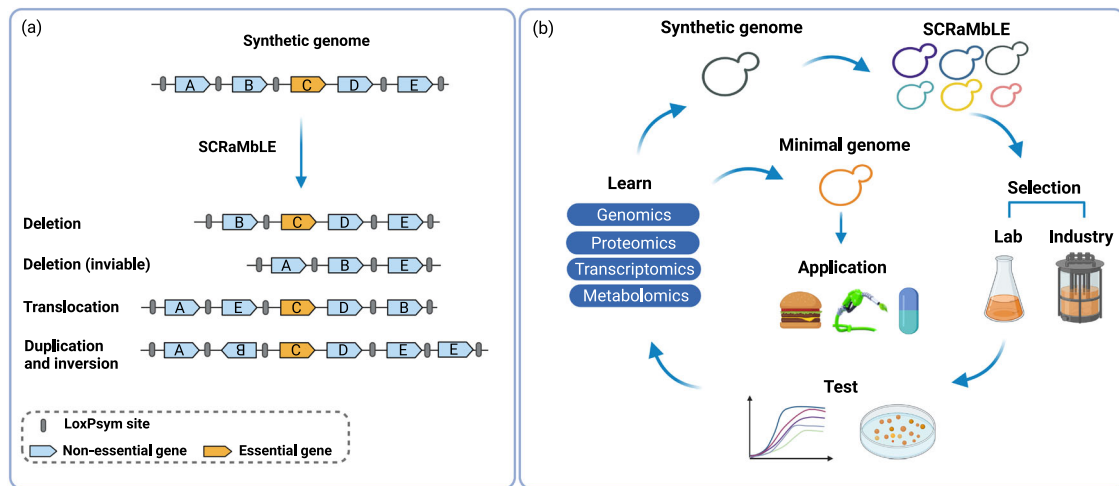 (a)
Synthetic genome
A B C D E
SCRaMbLE
Deletion
B C D E
Deletion (inviable)
A B E
Translocation
A E C D B
Duplication
and inversion
A B C D E E
LoxPsym site
Non-essential gene
Essential gene
(b)
Synthetic genome
SCRaMbLE
Minimal genome
Learn
Genomics
Proteomics
Transcriptomics
Metabolomics
Application
Selection
Lab
Industry
Test